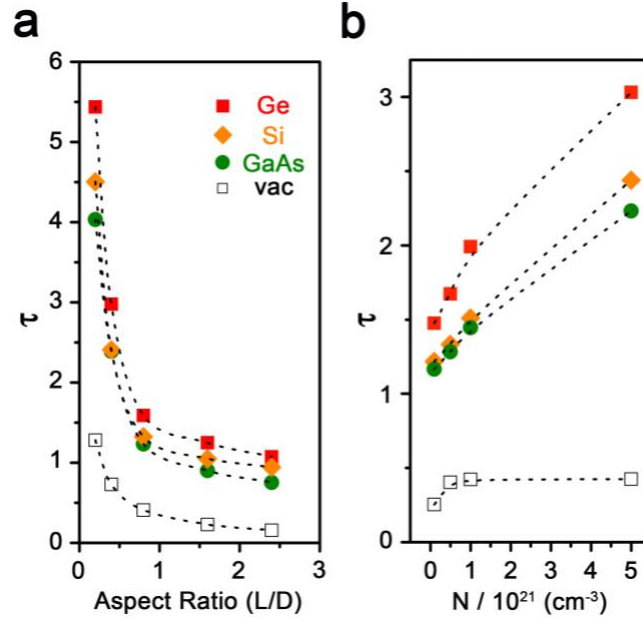 a
6
5
4
3
2
1
0
τ
Ge
Si
GaAs
vac
0 1 2 3
Aspect Ratio (L/D)
b
3
2
1
0
τ
0 1 2 3 4 5
N / 10²¹ (cm⁻³)